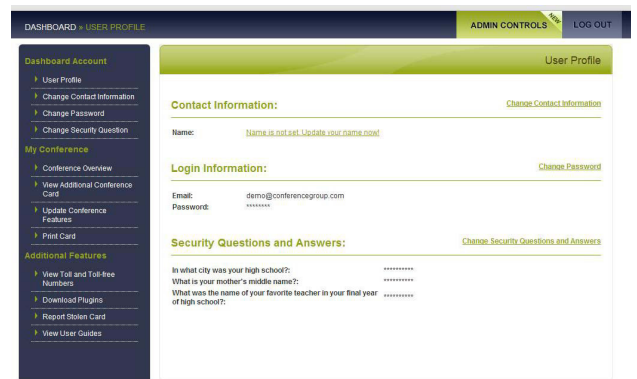 DASHBOARD » USER PROFILE
ADMIN CONTROLS
NEW
LOG OUT
Dashboard Account
User Profile
Change Contact Information
Change Password
Change Security Question
My Conference
Conference Overview
View Additional Conference
Card
Update Conference
Features
Print Card
Additional Features
View Toll and Toll-free
Numbers
Download Plugins
Report Stolen Card
View User Guides
User Profile
Contact Information:
Change Contact Information
Name:
Name is not set. Update your name now!
Login Information:
Change Password
Email:
demo@conferencegroup.com
Password:
********
Security Questions and Answers:
Change Security Questions and Answers
In what city was your high school?:
**********
What is your mother's middle name?:
**********
What was the name of your favorite teacher in your final year
of high school?:
**********